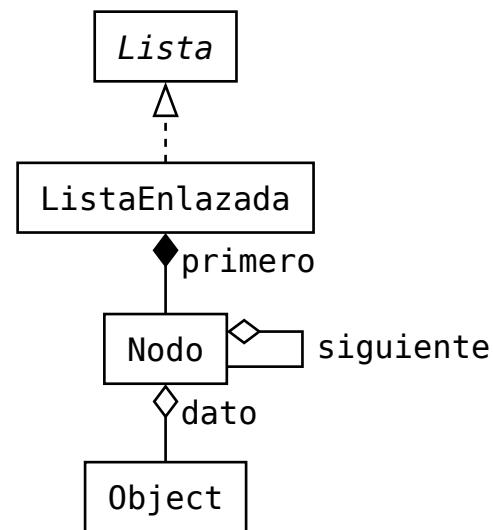 Lista
ListaEnlazada
primero
Nodo
siguiente
dato
Object